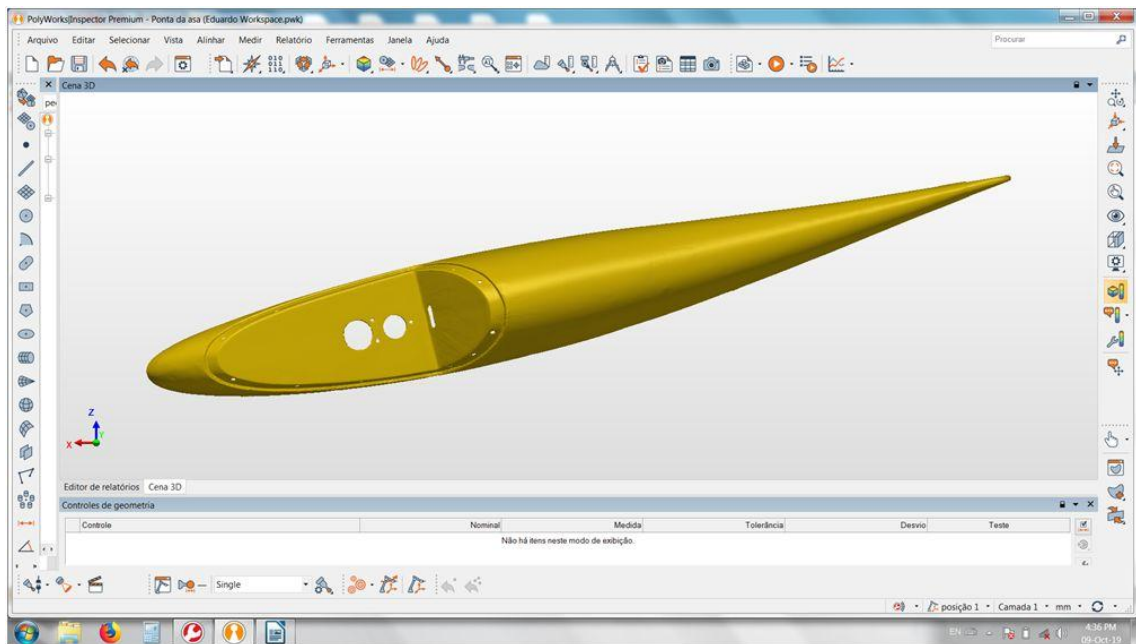 PolyWorks|Inspector Premium - Ponta da asa (Eduardo Workspace.pwk)
Arquivo Editar Selecionar Vista Alinhar Medir Relatório Ferramentas Janela Ajuda
Procurar
Cena 3D
Z
X
Y
Editor de relatórios Cena 3D
Controles de geometria
Controle Nominal Medida Tolerância Desvio Teste
Não há itens neste modo de exibição.
Single
posição 1 Camada 1 mm
EN
4:36 PM
09-Oct-19